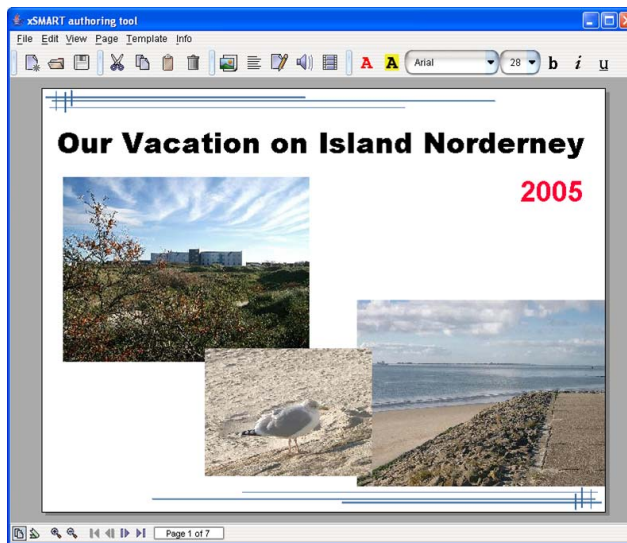 xSMART authoring tool
File Edit View Page Template Info
A A Arial 28 b i u
Our Vacation on Island Norderney
2005
Page 1 of 7